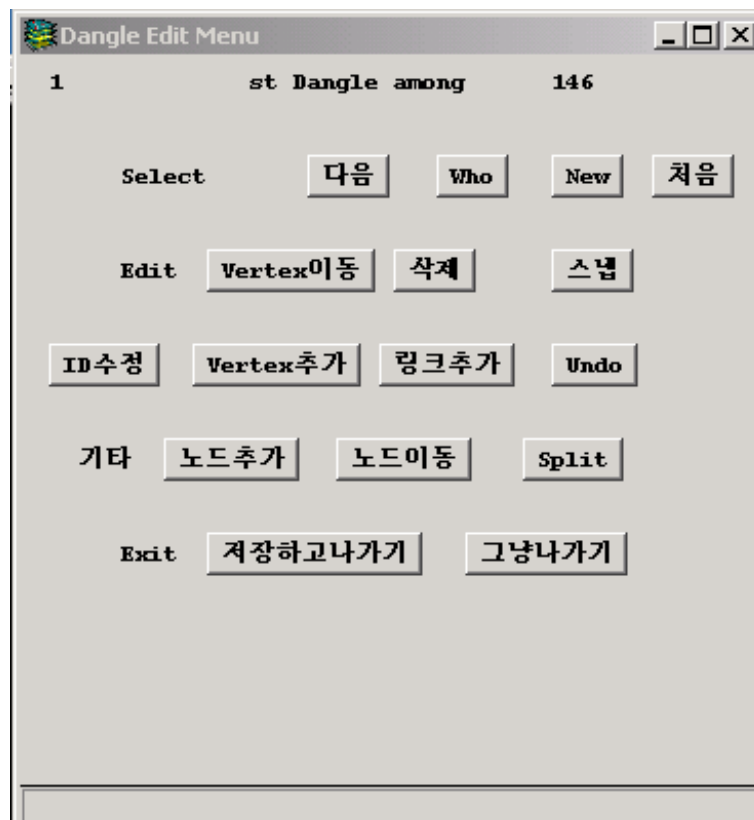 Dangle Edit Menu
1 st Dangle among 146
Select 다음 Who New 처음
Edit Vertex이동 삭제 스냅
ID수정 Vertex추가 링크추가 Undo
기타 노드추가 노드이동 Split
Exit 저장하고나가기 그냥나가기